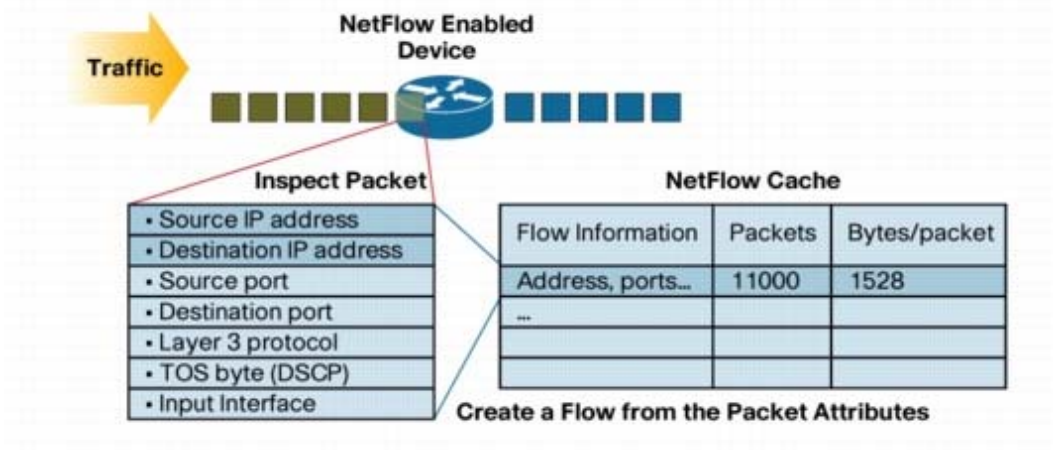 NetFlow Enabled
Device
Traffic
Inspect Packet
• Source IP address
• Destination IP address
• Source port
• Destination port
• Layer 3 protocol
• TOS byte (DSCP)
• Input Interface
NetFlow Cache
Flow Information Packets Bytes/packet
Address, ports... 11000 1528
...
Create a Flow from the Packet Attributes